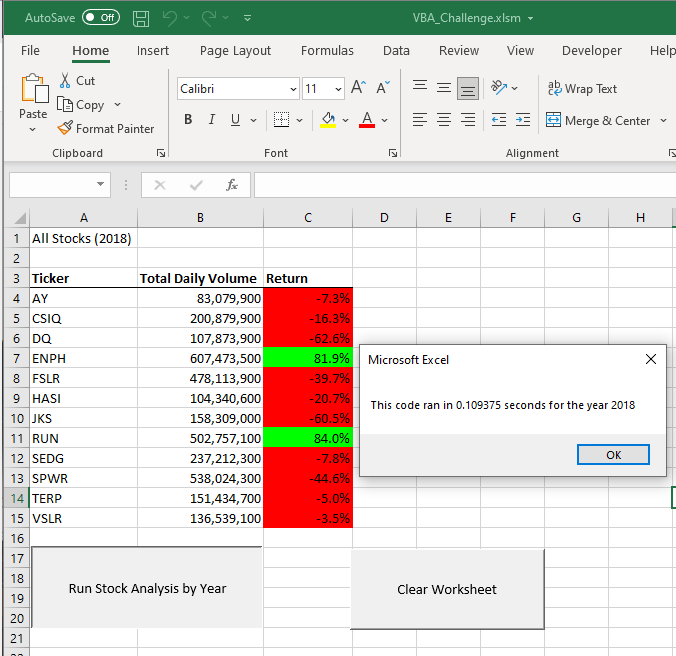 AutoSave Off VBA_Challenge.xlsm
File Home Insert Page Layout Formulas Data Review View Developer Help
Paste
Cut
Copy
Format Painter
Clipboard
Calibri 11 A A
B I U A
Font
ab Wrap Text
Merge & Center
Alignment
fx
A B C D E F G H
1 All Stocks (2018)
2
3 Ticker Total Daily Volume Return
4 AY 83,079,900 -7.3%
5 CSIQ 200,879,900 -16.3%
6 DQ 107,873,900 -62.6%
7 ENPH 607,473,500 81.9%
8 FSLR 478,113,900 -39.7%
9 HASI 104,340,600 -20.7%
10 JKS 158,309,000 -60.5%
11 RUN 502,757,100 84.0%
12 SEDG 237,212,300 -7.8%
13 SPWR 538,024,300 -44.6%
14 TERP 151,434,700 -5.0%
15 VSLR 136,539,100 -3.5%
16
17
18
19
20
21
Run Stock Analysis by Year
Clear Worksheet
Microsoft Excel
This code ran in 0.109375 seconds for the year 2018
OK